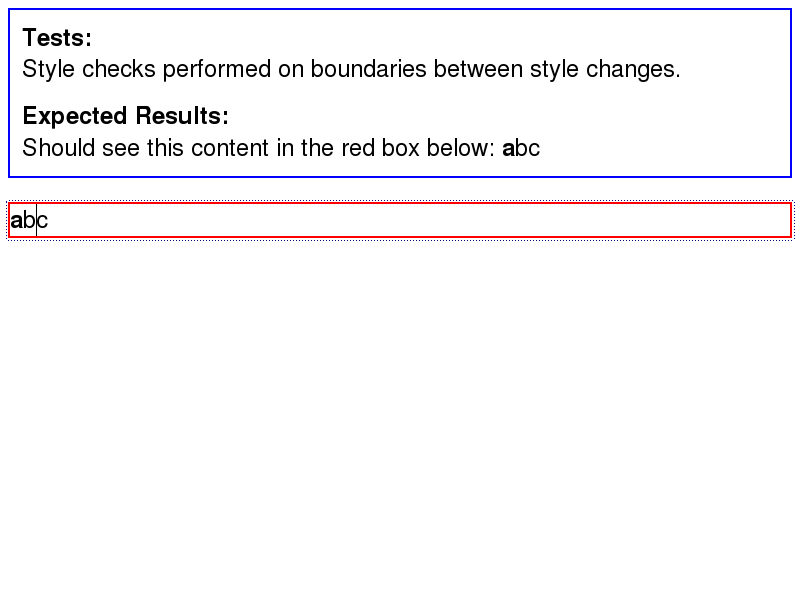 Tests:
Style checks performed on boundaries between style changes.
Expected Results:
Should see this content in the red box below: abc
abc